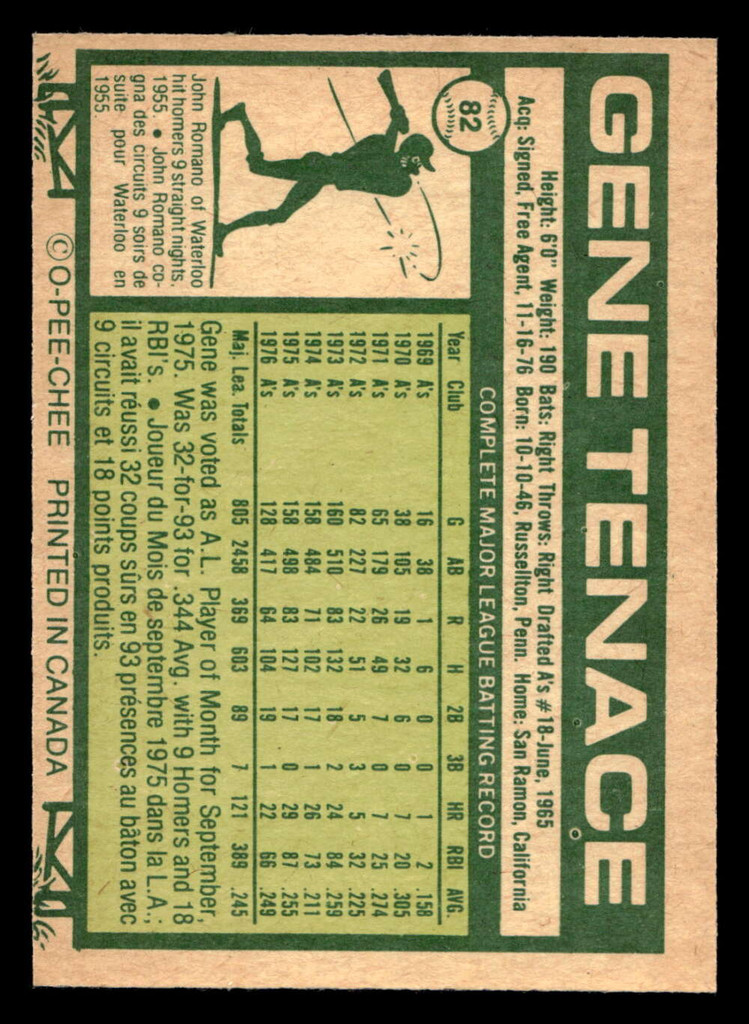 GENE TENACE
Height: 6'0" Weight: 190 Bats: Right Throws: Right Drafted A's #18-June, 1965
Acq: Signed, Free Agent, 11-16-76 Born: 10-10-46, Russellton, Penn. Home: San Ramon, California
82
COMPLETE MAJOR LEAGUE BATTING RECORD
Year Club G AB R H 2B 3B HR RBI AVG.
1969 A's 16 38 1 6 0 0 1 2 .158
1970 A's 38 105 19 32 6 0 7 20 .305
1971 A's 65 179 26 49 7 0 7 25 .274
1972 A's 82 227 22 51 5 3 5 32 .225
1973 A's 160 510 83 132 18 2 24 84 .259
1974 A's 158 484 71 102 17 1 26 73 .211
1975 A's 158 498 83 127 17 0 29 87 .255
1976 A's 128 417 64 104 19 1 22 66 .249
Maj. Lea. Totals 805 2458 369 603 89 7 121 389 .245
Gene was voted as A.L. Player of Month for September,
1975. Was 32-for-93 for .344 Avg. with 9 Homers and 18
RBI's. ● Joueur du Mois de septembre 1975 dans la L.A.;
il avait réussi 32 coups sûrs en 93 présences au bâton avec
9 circuits et 18 points produits.
John Romano of Waterloo
hit homers 9 straight nights,
1955. • John Romano co-
gna des circuits 9 soirs de
suite pour Waterloo en
1955.
©O-PEE-CHEE PRINTED IN CANADA